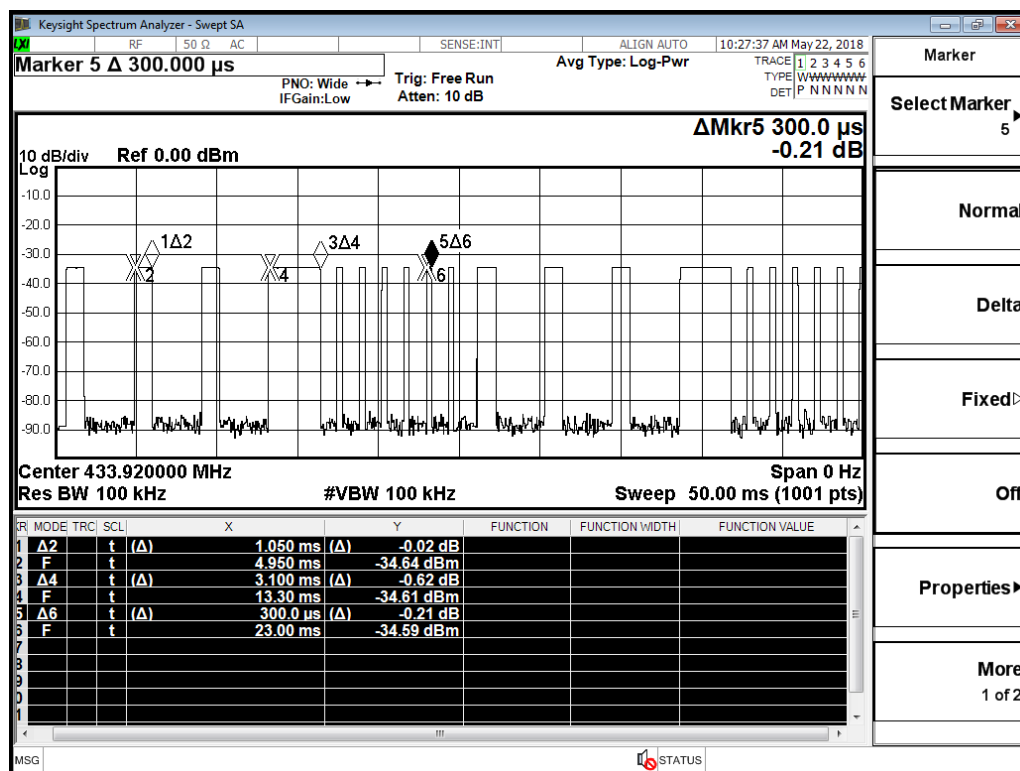 Keysight Spectrum Analyzer - Swept SA
LXI RF 50 Ω AC SENSE:INT ALIGN AUTO 10:27:37 AM May 22, 2018
Marker 5 Δ 300.000 μs
PNO: Wide
IFGain:Low
Trig: Free Run
Atten: 10 dB
Avg Type: Log-Pwr
TRACE 1 2 3 4 5 6
TYPE WWWWWW
DET P N N N N N
ΔMkr5 300.0 μs
-0.21 dB
10 dB/div Ref 0.00 dBm
Log
-10.0
-20.0
-30.0
-40.0
-50.0
-60.0
-70.0
-80.0
-90.0
1Δ2
2
3Δ4
4
5Δ6
6
Center 433.920000 MHz Span 0 Hz
Res BW 100 kHz #VBW 100 kHz Sweep 50.00 ms (1001 pts)
MODE TRC SCL X Y FUNCTION FUNCTION WIDTH FUNCTION VALUE
1 Δ2 t (Δ) 1.050 ms (Δ) -0.02 dB
2 F t 4.950 ms -34.64 dBm
3 Δ4 t (Δ) 3.100 ms (Δ) -0.62 dB
4 F t 13.30 ms -34.61 dBm
5 Δ6 t (Δ) 300.0 μs (Δ) -0.21 dB
6 F t 23.00 ms -34.59 dBm
7
8
9
0
1
MSG STATUS
Marker
Select Marker
5
Normal
Delta
Fixed
Off
Properties
More
1 of 2